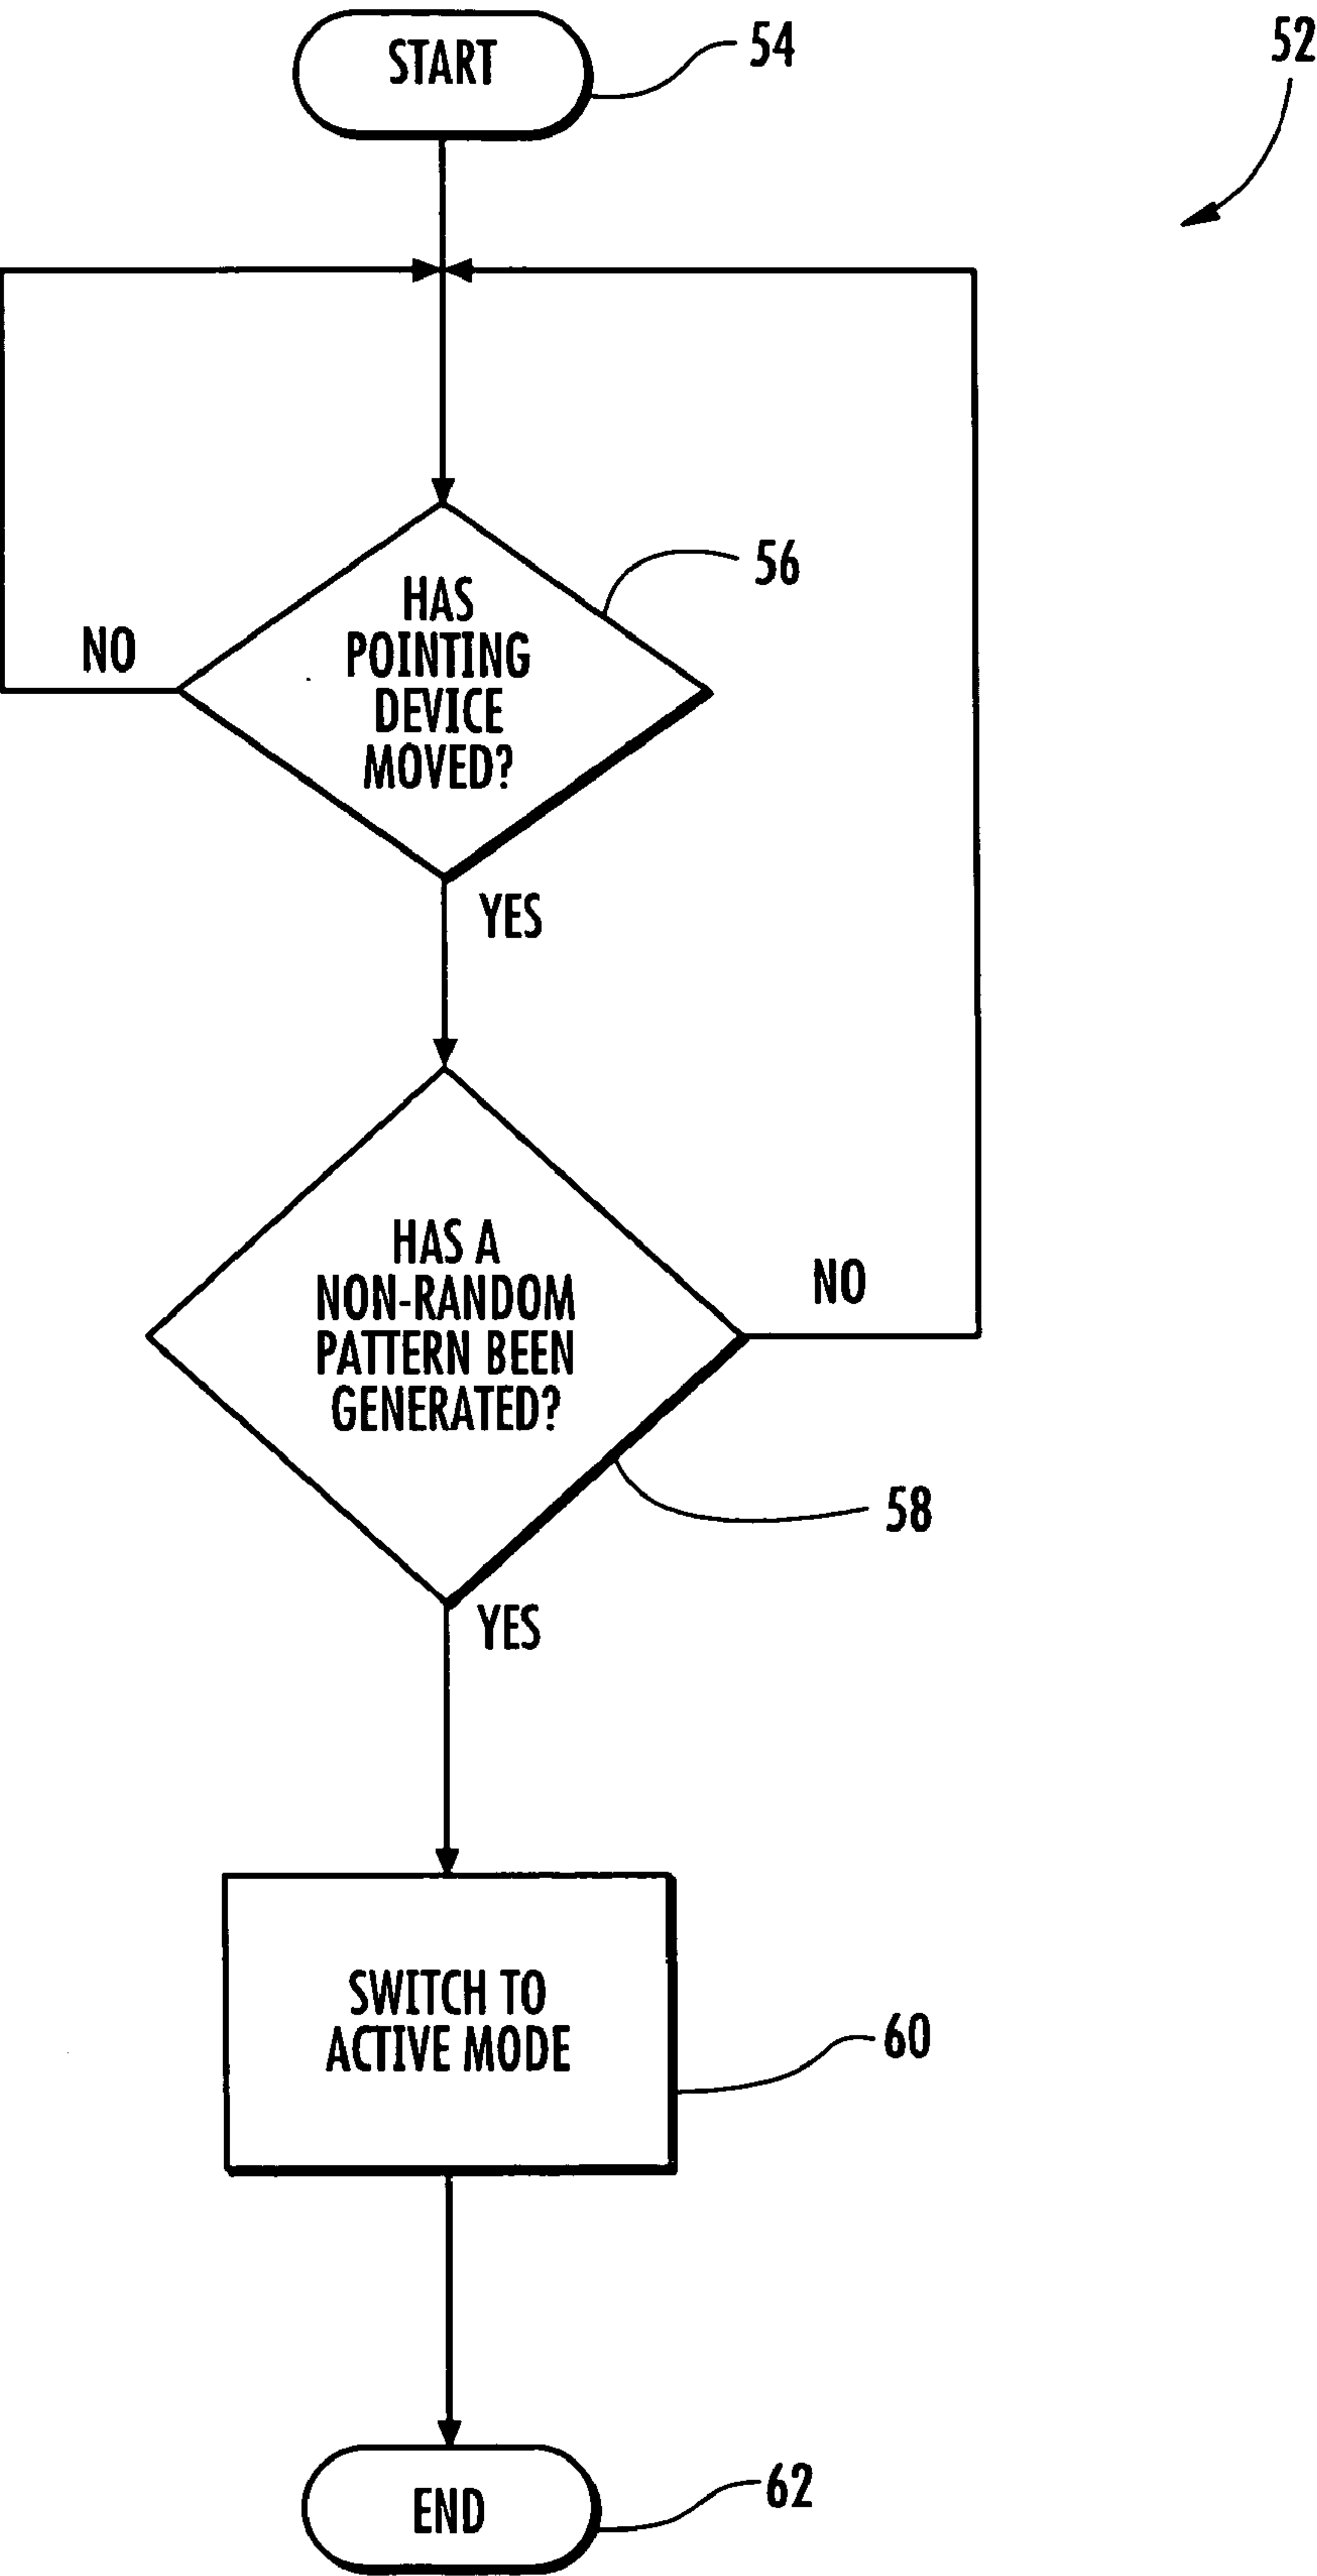 START
54
52
HAS
POINTING
DEVICE
MOVED?
56
NO
YES
HAS A
NON-RANDOM
PATTERN BEEN
GENERATED?
NO
58
YES
SWITCH TO
ACTIVE MODE
60
END
62